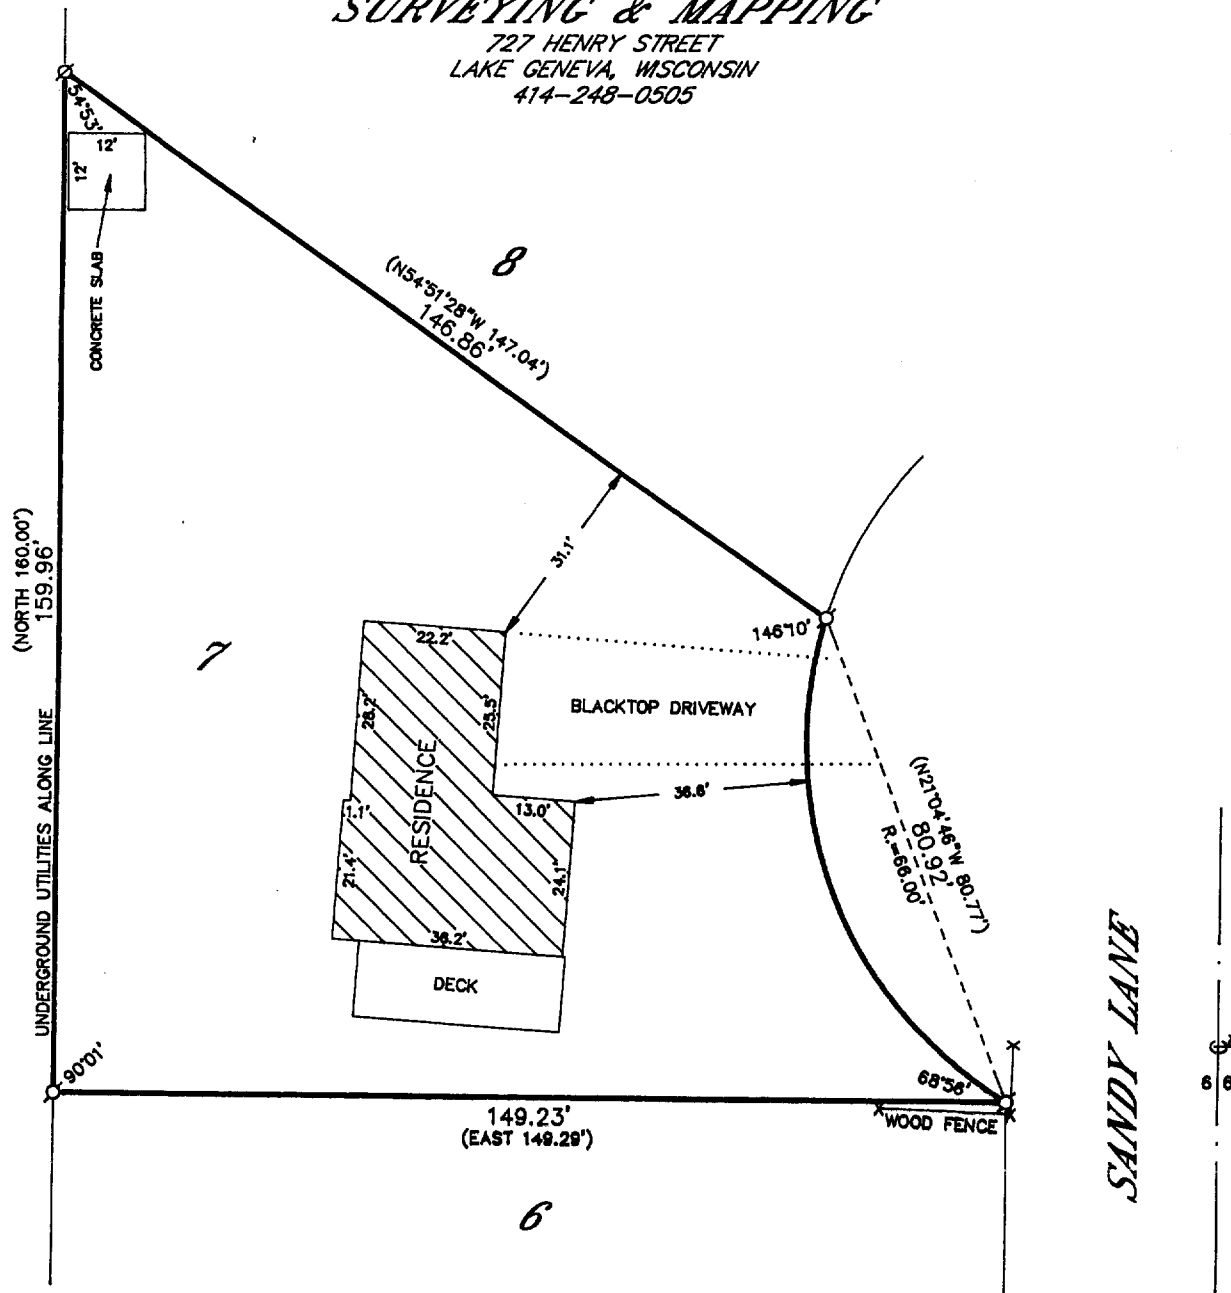 SURVEYING & MAPPING
727 HENRY STREET
LAKE GENEVA, WISCONSIN
414-248-0505
54°53'
12'
12'
CONCRETE SLAB
8
(N54°51'28"W 147.04')
146.86'
(NORTH 160.00')
159.96'
31.1'
7
22.2'
146°10'
28.2'
25.5'
BLACKTOP DRIVEWAY
RESIDENCE
36.6'
1.1'
13.0'
(N21°04'46"W 80.77')
80.92'
R.=66.00'
21.4'
24.1'
36.2'
DECK
UNDERGROUND UTILITIES ALONG LINE
SANDY LANE
90°01'
68°56'
149.23'
(EAST 149.29')
WOOD FENCE
6
6 6